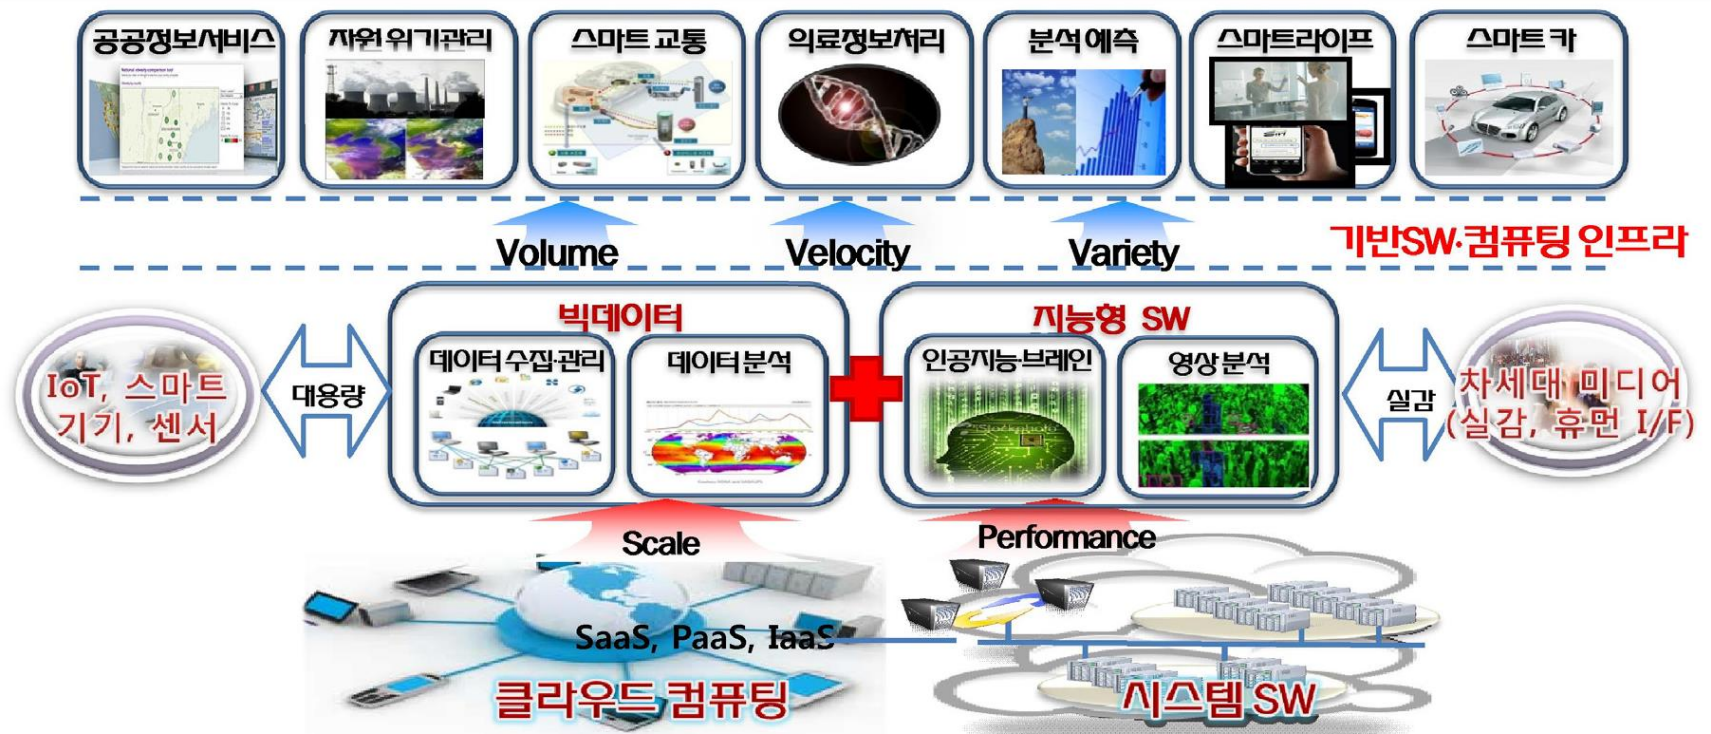 공공정보서비스
자원 위기관리
스마트 교통
의료정보처리
분석 예측
스마트라이프
스마트 카
Volume
Velocity
Variety
기반SW·컴퓨팅 인프라
빅데이터
지능형 SW
데이터 수집·관리
데이터 분석
인공지능·브레인
영상 분석
IoT, 스마트
기기, 센서
대용량
실감
차세대 미디어
(실감, 휴먼 I/F)
Scale
Performance
SaaS, PaaS, IaaS
클라우드 컴퓨팅
시스템 SW